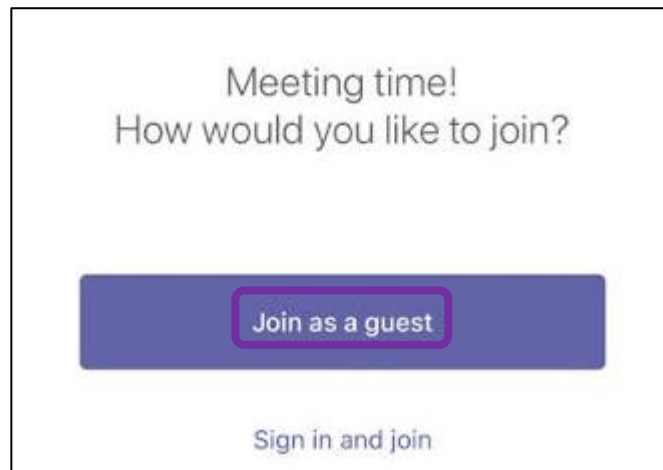 Meeting time!
How would you like to join?
Join as a guest
Sign in and join